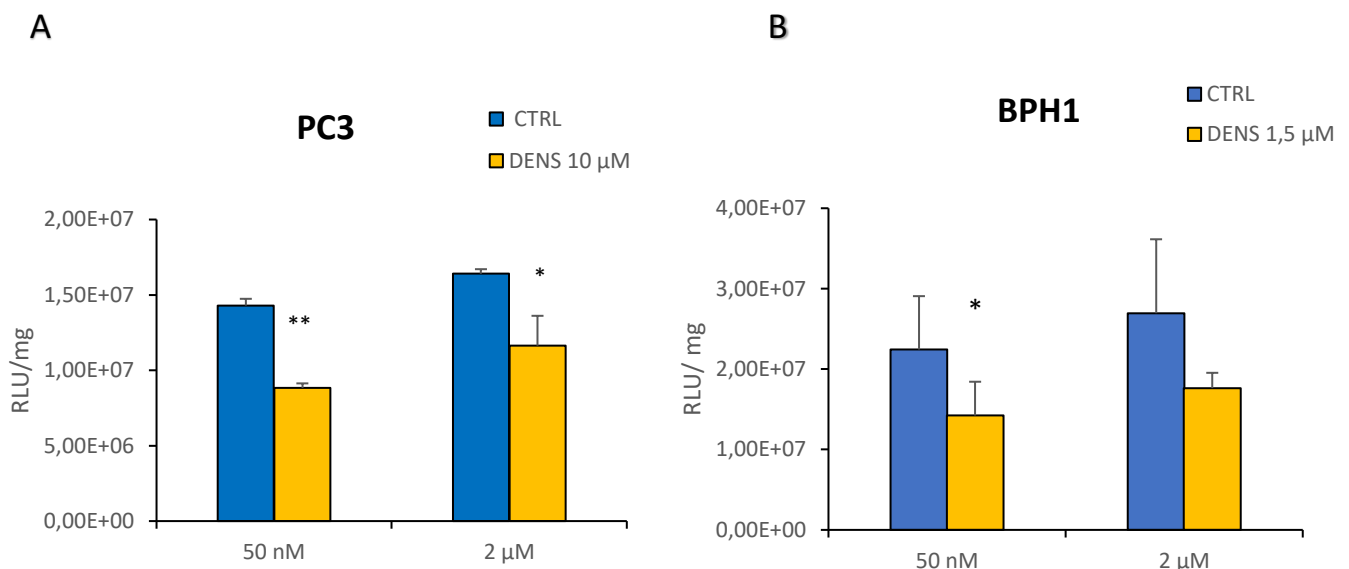 A
PC3
CTRL
DENS 10 µM
2,00E+07
1,50E+07
1,00E+07
5,00E+06
0,00E+00
RLU/mg
**
*
50 nM
2 µM
B
BPH1
CTRL
DENS 1,5 µM
4,00E+07
3,00E+07
2,00E+07
1,00E+07
0,00E+00
RLU/ mg
*
50 nM
2 µM